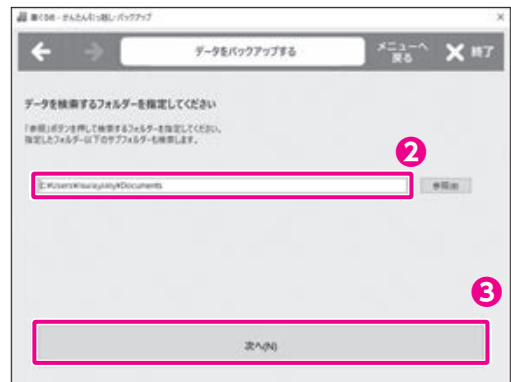 筆ぐるめ - かんたん引っ越し・バックアップ
データをバックアップする
メニューへ
戻る
終了
データを検索するフォルダーを指定してください
「参照」ボタンを押して検索するフォルダーを指定してください。
指定したフォルダー以下のサブフォルダーも検索します。
2
Documents
参照
3
次へ(N)